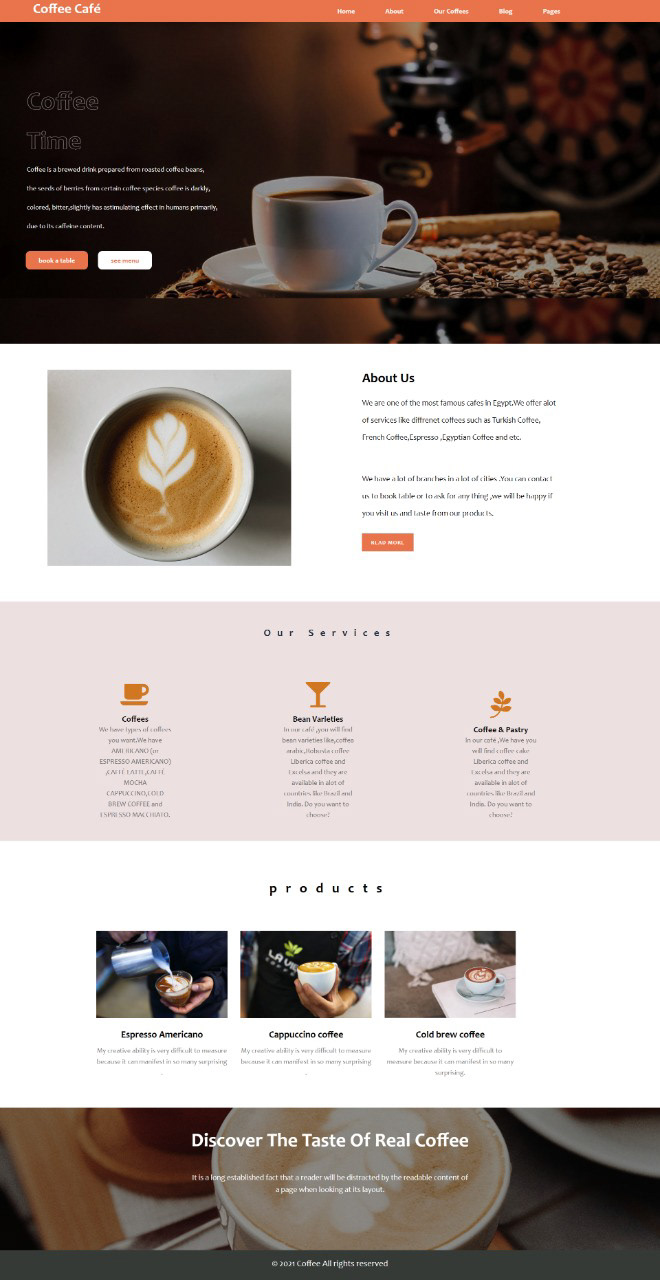 Coffee Café
Home About Our Coffees Blog Pages
Coffee
Time
Coffee is a brewed drink prepared from roasted coffee beans,
the seeds of berries from certain coffee species coffee is darkly,
colored, bitter,slightly has astimulating effect in humans primarily,
due to its caffeine content.
book a table see menu
About Us
We are one of the most famous cafes in Egypt.We offer alot
of services like diffrenet coffees such as Turkish Coffee,
French Coffee,Espresso ,Egyptian Coffee and etc.
We have a lot of branches in a lot of cities .You can contact
us to book table or to ask for any thing ,we will be happy if
you visit us and taste from our products.
READ MORE
Our Services
Coffees
We have types of coffees
you want.We have
AMERICANO (or
ESPRESSO AMERICANO)
,CAFFÉ LATTE,CAFFÉ
MOCHA
CAPPUCCINO,COLD
BREW COFFEE and
ESPRESSO MACCHIATO.
Bean Varieties
In our café ,you will find
bean varieties like,coffea
arabic,Robusta coffee
Liberica coffee and
Excelsa and they are
available in alot of
countries like Brazil and
India. Do you want to
choose!
Coffee & Pastry
In our café ,We have you
will find coffee cake
Liberica coffee and
Excelsa and they are
available in alot of
countries like Brazil and
India. Do you want to
choose!
products
Espresso Americano
My creative ability is very difficult to measure
because it can manifest in so many surprising
.
Cappuccino coffee
My creative ability is very difficult to measure
because it can manifest in so many surprising
.
Cold brew coffee
My creative ability is very difficult to
measure because it can manifest in so many
surprising.
Discover The Taste Of Real Coffee
It is a long established fact that a reader will be distracted by the readable content of
a page when looking at its layout.
© 2021 Coffee All rights reserved